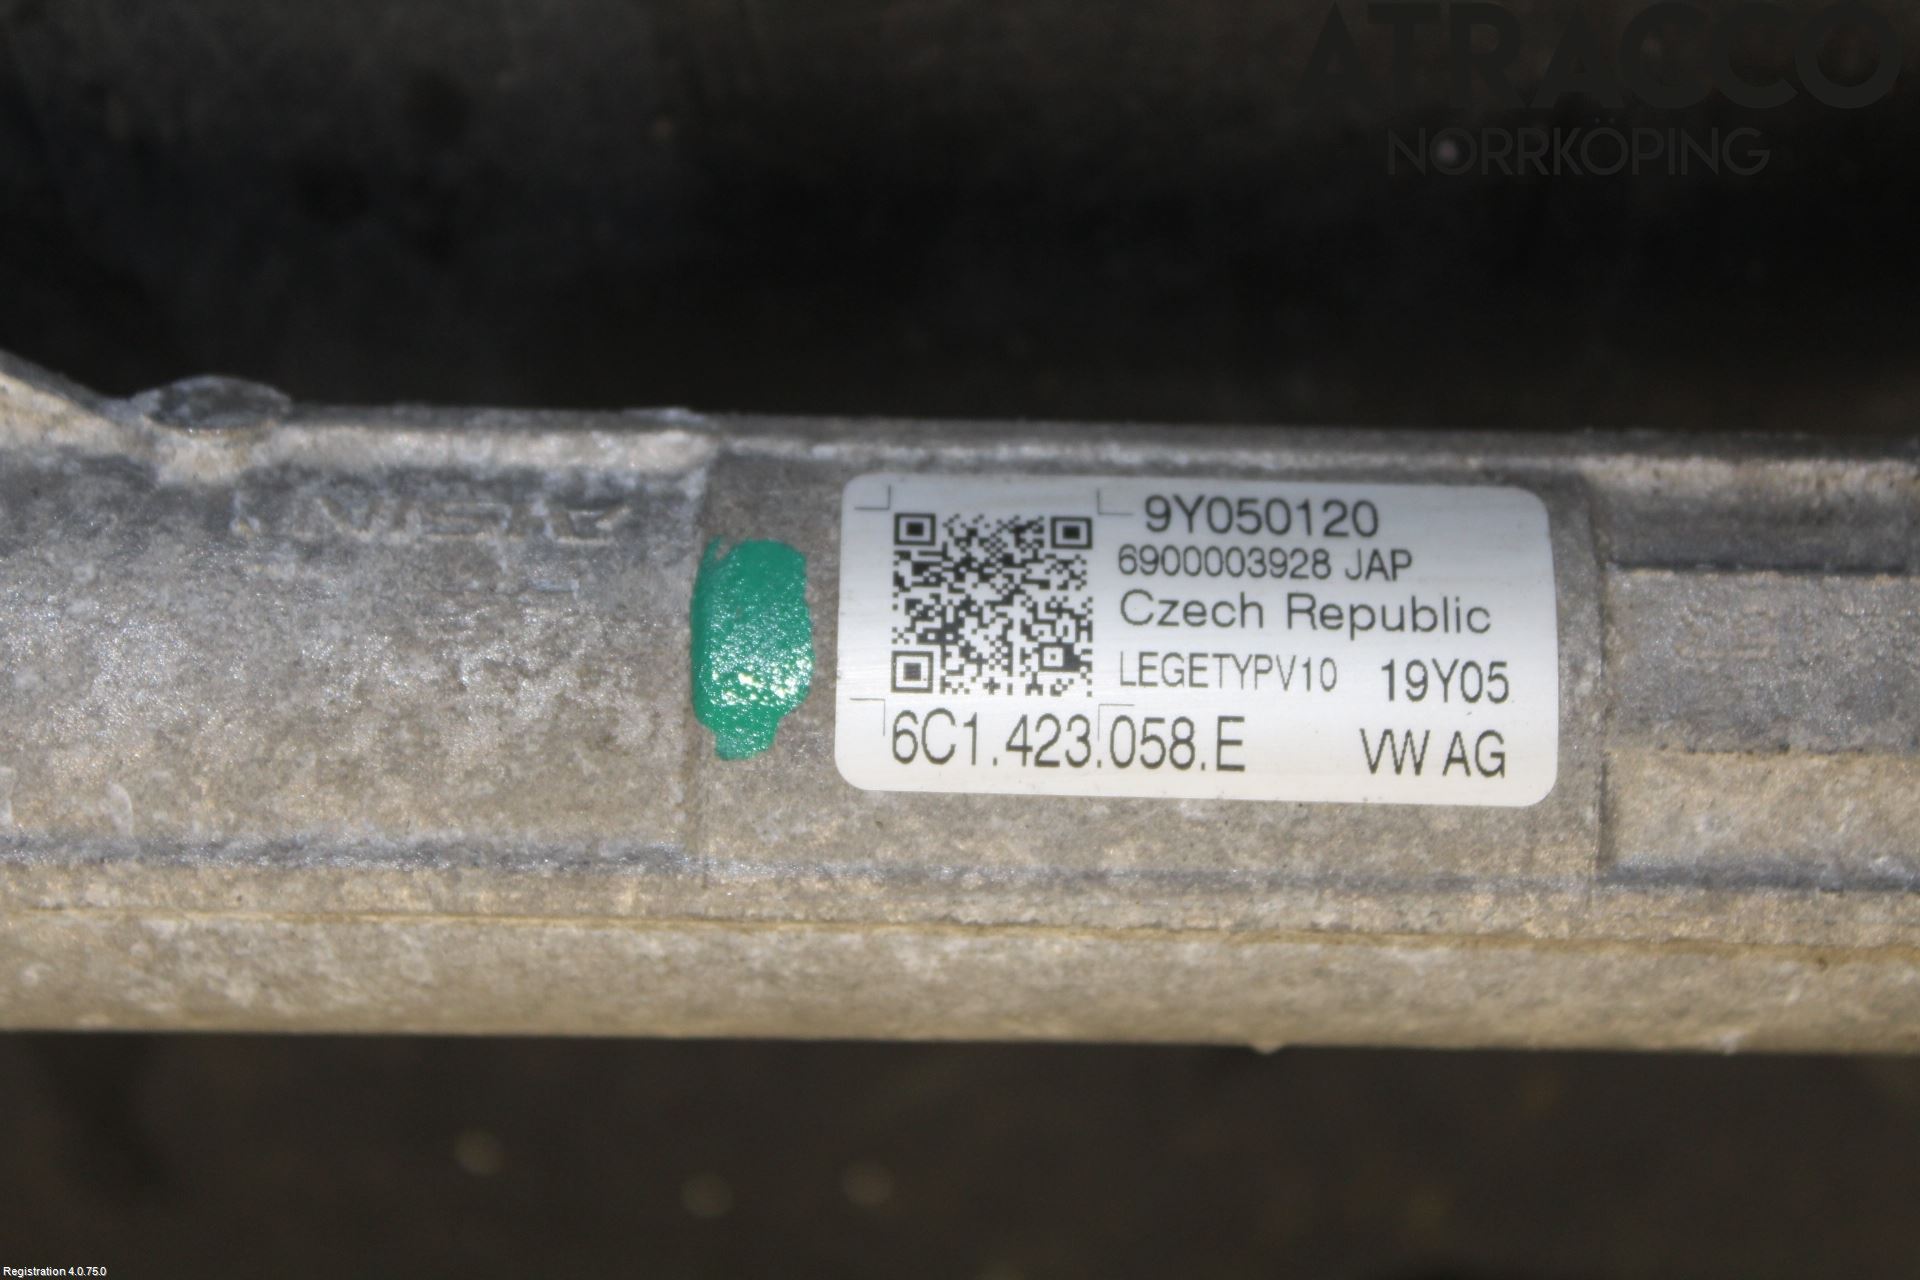 ATRACCO
NORRKÖPING
9Y050120
6900003928 JAP
Czech Republic
LEGETYPV10 19Y05
6C1.423.058.E VW AG
Registration 4.0.75.0